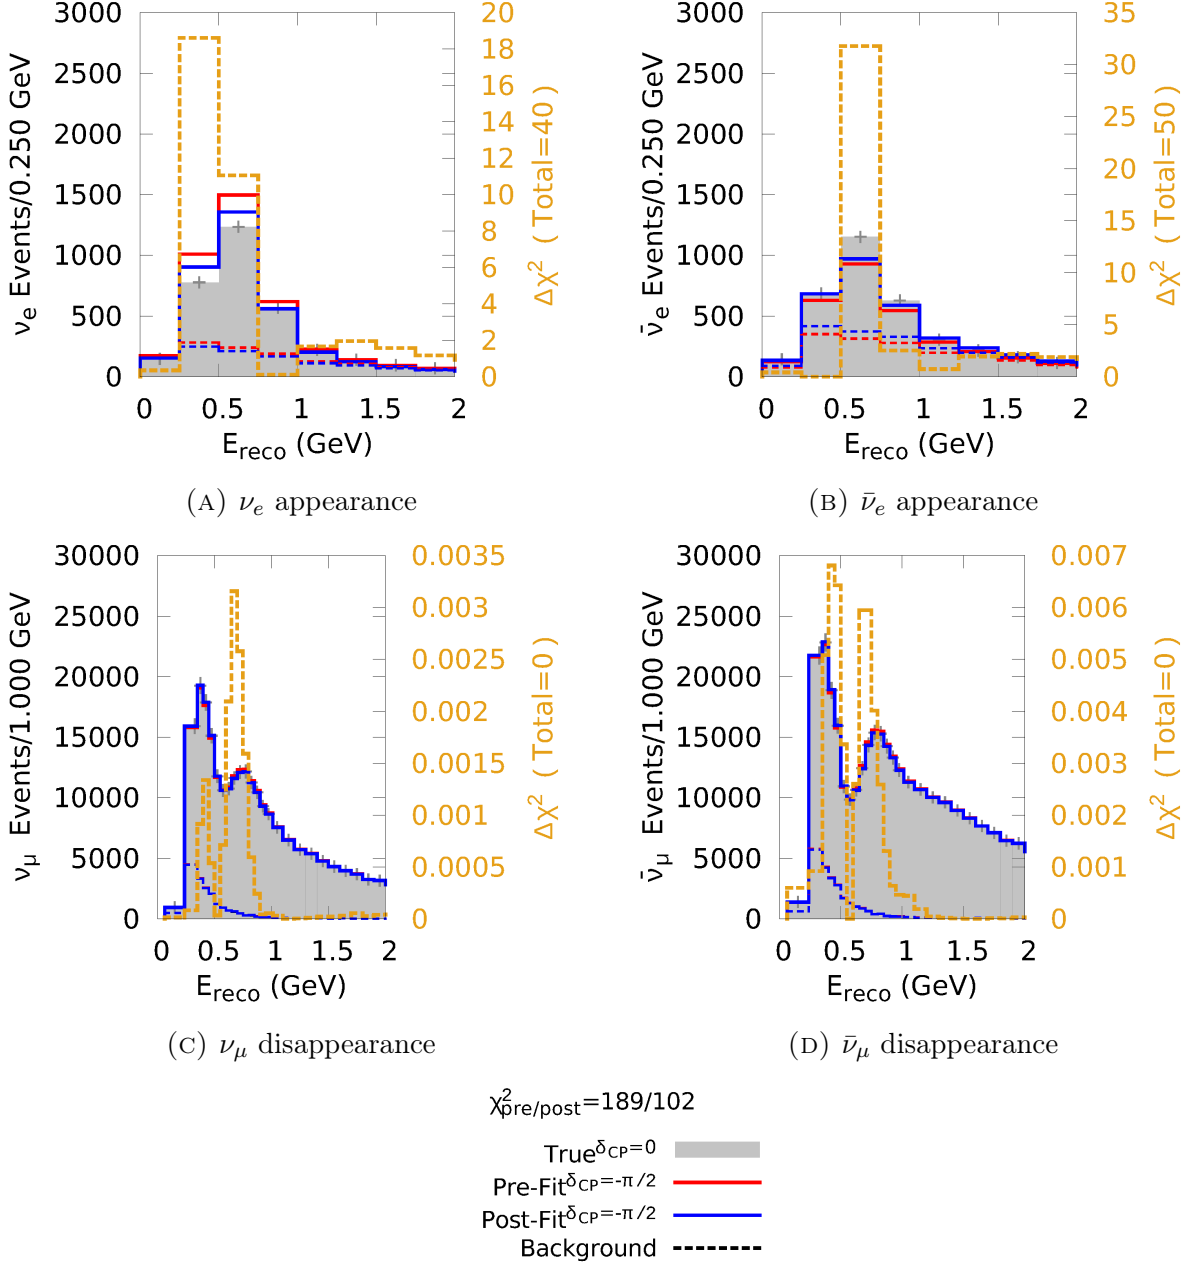 3000 20 3000 35
2500 18 2500 30
2000 16 2000 25
1500 14 1500 20
1000 12 1000 15
500 10 500 10
0 8 0 5
6 0
4
2
0
νe Events/0.250 GeV
Δχ² ( Total=40)
ν̄e Events/0.250 GeV
Δχ² ( Total=50)
0 0.5 1 1.5 2 0 0.5 1 1.5 2
Ereco (GeV) Ereco (GeV)
(A) νe appearance (B) ν̄e appearance
30000 0.0035 30000 0.007
25000 0.003 25000 0.006
20000 0.0025 20000 0.005
15000 0.002 15000 0.004
10000 0.0015 10000 0.003
5000 0.001 5000 0.002
0 0.0005 0 0.001
0 0
νμ Events/1.000 GeV
Δχ² ( Total=0)
ν̄μ Events/1.000 GeV
Δχ² ( Total=0)
0 0.5 1 1.5 2 0 0.5 1 1.5 2
Ereco (GeV) Ereco (GeV)
(C) νμ disappearance (D) ν̄μ disappearance
χ²pre/post=189/102
True δCP=0
Pre-Fit δCP=-π/2
Post-Fit δCP=-π/2
Background